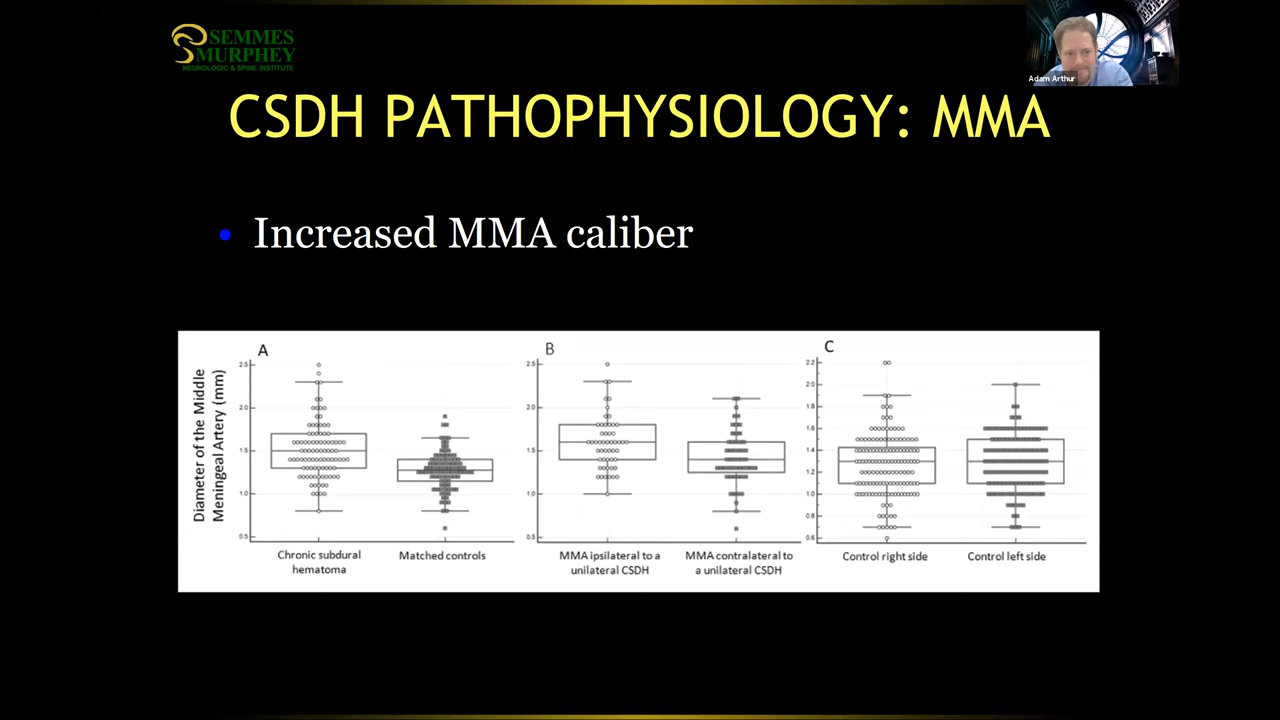 SEMMES
MURPHEY
NEUROLOGIC & SPINE INSTITUTE
Adam Arthur
CSDH PATHOPHYSIOLOGY: MMA
• Increased MMA caliber
Diameter of the Middle
Meningeal Artery (mm)
A
2.5
2.0
1.5
1.0
0.5
Chronic subdural
hematoma
Matched controls
B
2.5
2.0
1.5
1.0
0.5
MMA ipsilateral to a
unilateral CSDH
MMA contralateral to
a unilateral CSDH
C
2.2
2.0
1.8
1.6
1.4
1.2
1.0
0.8
0.6
Control right side
Control left side